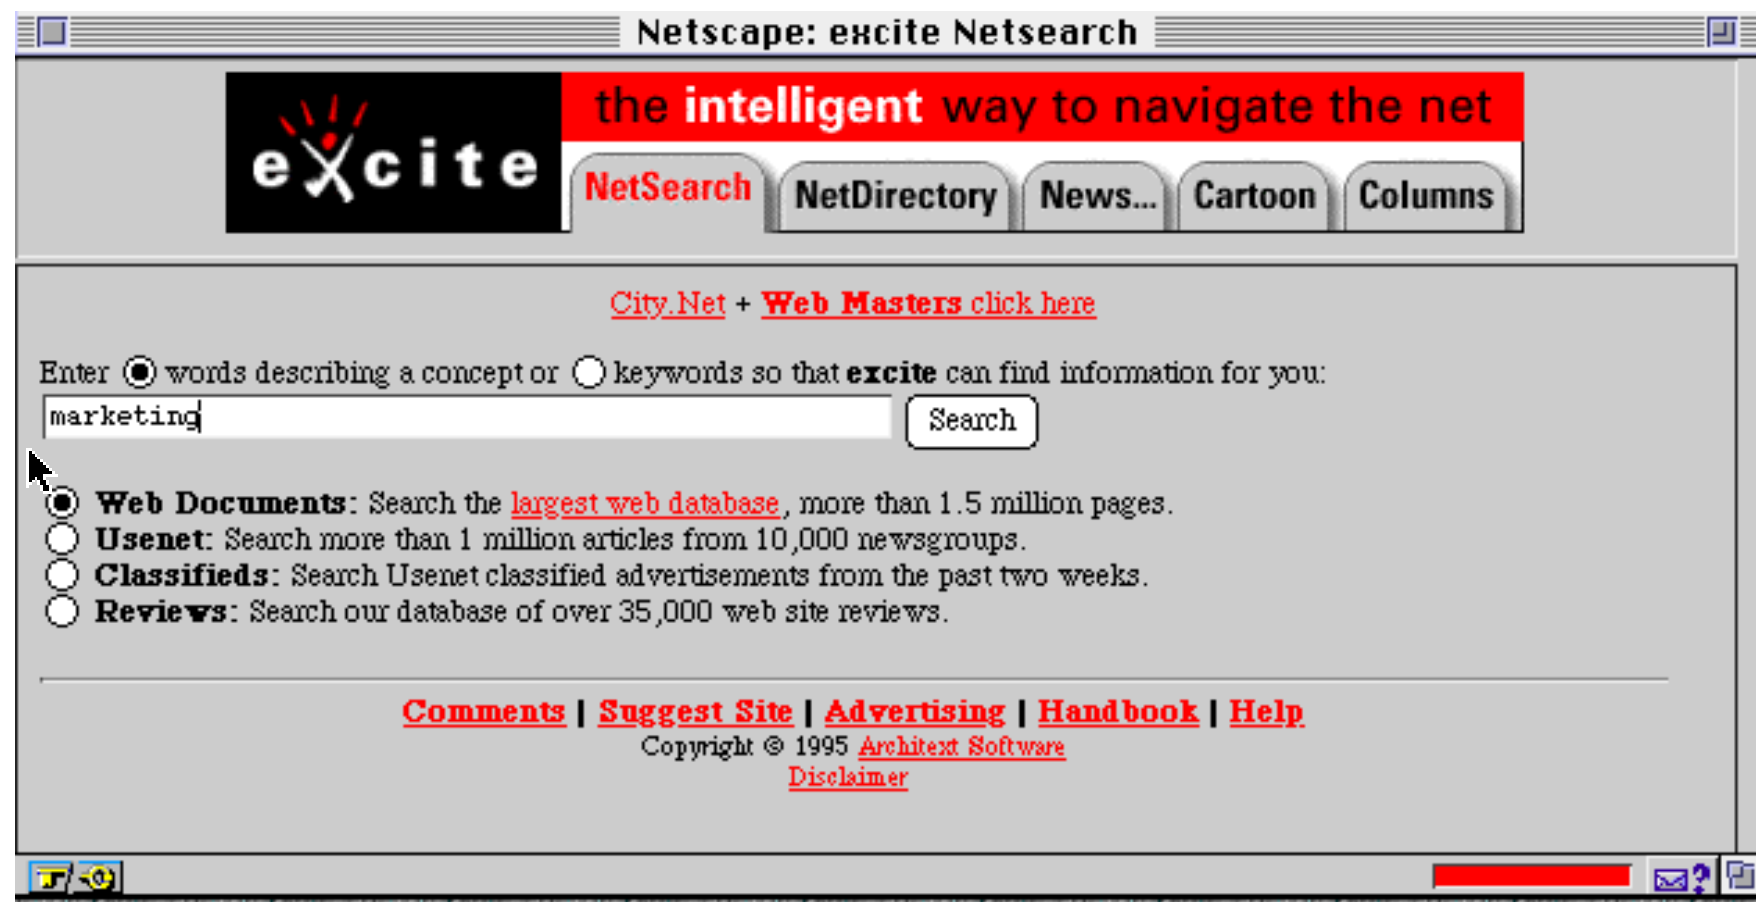 Netscape: excite Netsearch
excite
the intelligent way to navigate the net
NetSearch NetDirectory News... Cartoon Columns
City.Net + Web Masters click here
Enter words describing a concept or keywords so that excite can find information for you:
marketing Search
Web Documents: Search the largest web database, more than 1.5 million pages.
Usenet: Search more than 1 million articles from 10,000 newsgroups.
Classifieds: Search Usenet classified advertisements from the past two weeks.
Reviews: Search our database of over 35,000 web site reviews.
Comments | Suggest Site | Advertising | Handbook | Help
Copyright © 1995 Architext Software
Disclaimer